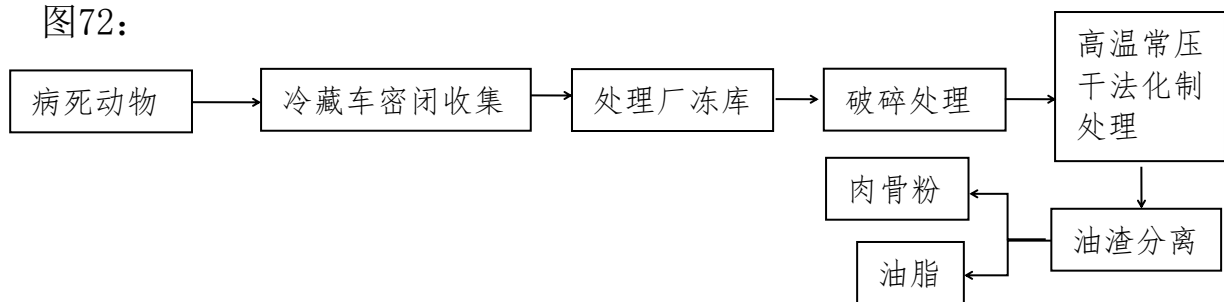 图72：
病死动物
冷藏车密闭收集
处理厂冻库
破碎处理
高温常压
干法化制
处理
油渣分离
肉骨粉
油脂